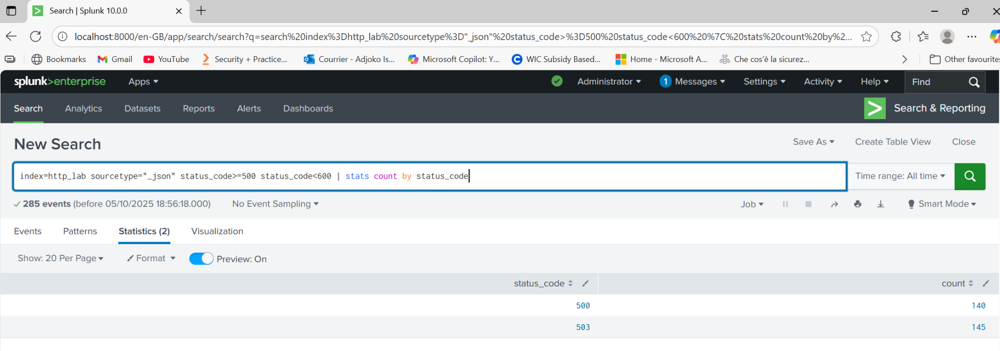 Search | Splunk 10.0.0
localhost:8000/en-GB/app/search/search?q=search%20index%3Dhttp_lab%20sourcetype%3D"_json"%20status_code>%3D500%20status_code<600%20%7C%20stats%20count%20by%2...
Bookmarks Gmail YouTube Security + Practice... Courrier - Adjoko Is... Microsoft Copilot: Y... WIC Subsidy Based... Home - Microsoft A... Che cos'è la sicurez... Other favourites
splunk>enterprise Apps Administrator 1 Messages Settings Activity Help Find
Search Analytics Datasets Reports Alerts Dashboards Search & Reporting
New Search Save As Create Table View Close
index=http_lab sourcetype="_json" status_code>=500 status_code<600 | stats count by status_code Time range: All time
285 events (before 05/10/2025 18:56:18.000) No Event Sampling Job Smart Mode
Events Patterns Statistics (2) Visualization
Show: 20 Per Page Format Preview: On
status_code count
500 140
503 145